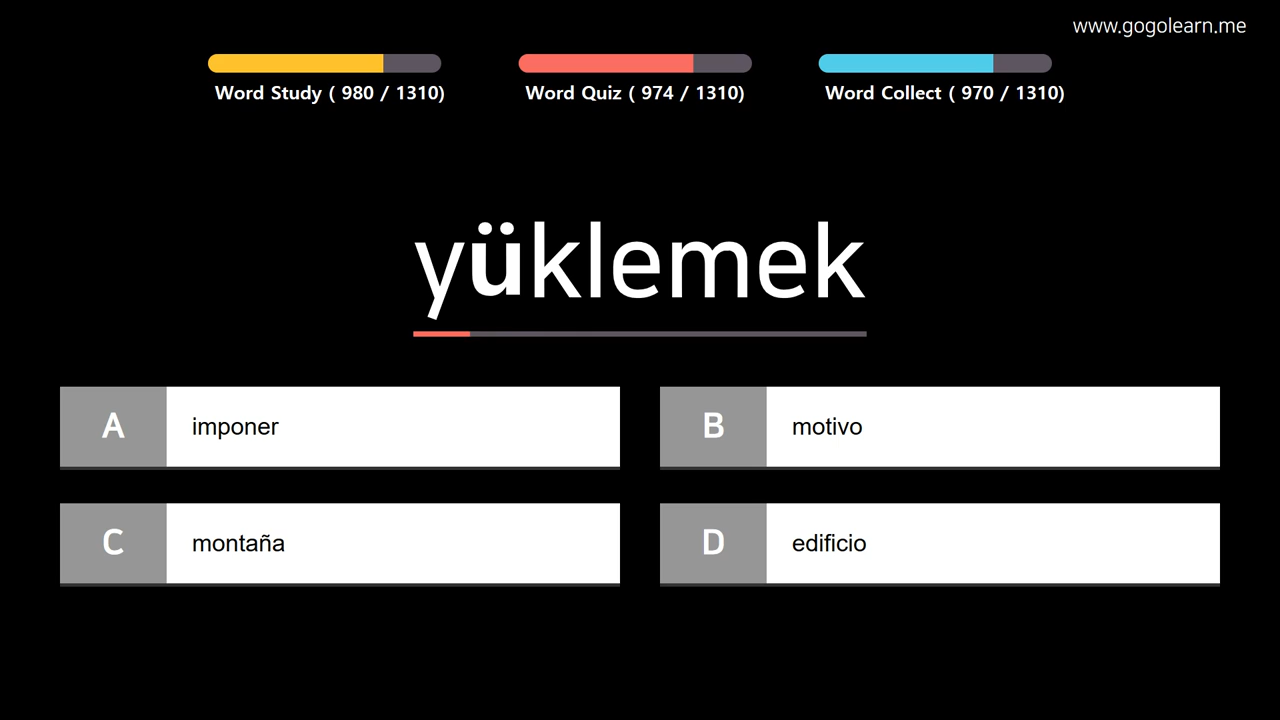 www.gogolearn.me
Word Study ( 980 / 1310)
Word Quiz ( 974 / 1310)
Word Collect ( 970 / 1310)
yüklemek
A imponer
B motivo
C montaña
D edificio